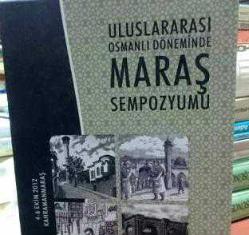 ULUSLARARASI
OSMANLI DÖNEMİNDE
MARAŞ
SEMPOZYUMU
4-6 EKİM 2012
KAHRAMANMARAŞ